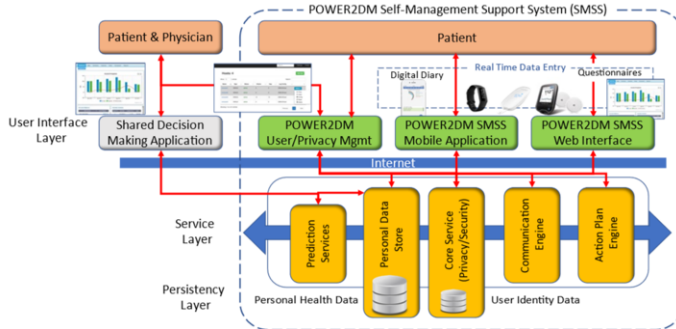 POWER2DM Self-Management Support System (SMSS)
Patient & Physician
Patient
Real Time Data Entry
Digital Diary
Questionnaires
User Interface
Layer
Shared Decision
Making Application
POWER2DM
User/Privacy Mgmt
POWER2DM SMSS
Mobile Application
POWER2DM SMSS
Web Interface
Internet
Service
Layer
Prediction
Services
Personal Data
Store
Core Service
(Privacy/Security)
Communication
Engine
Action Plan
Engine
Persistency
Layer
Personal Health Data
User Identity Data